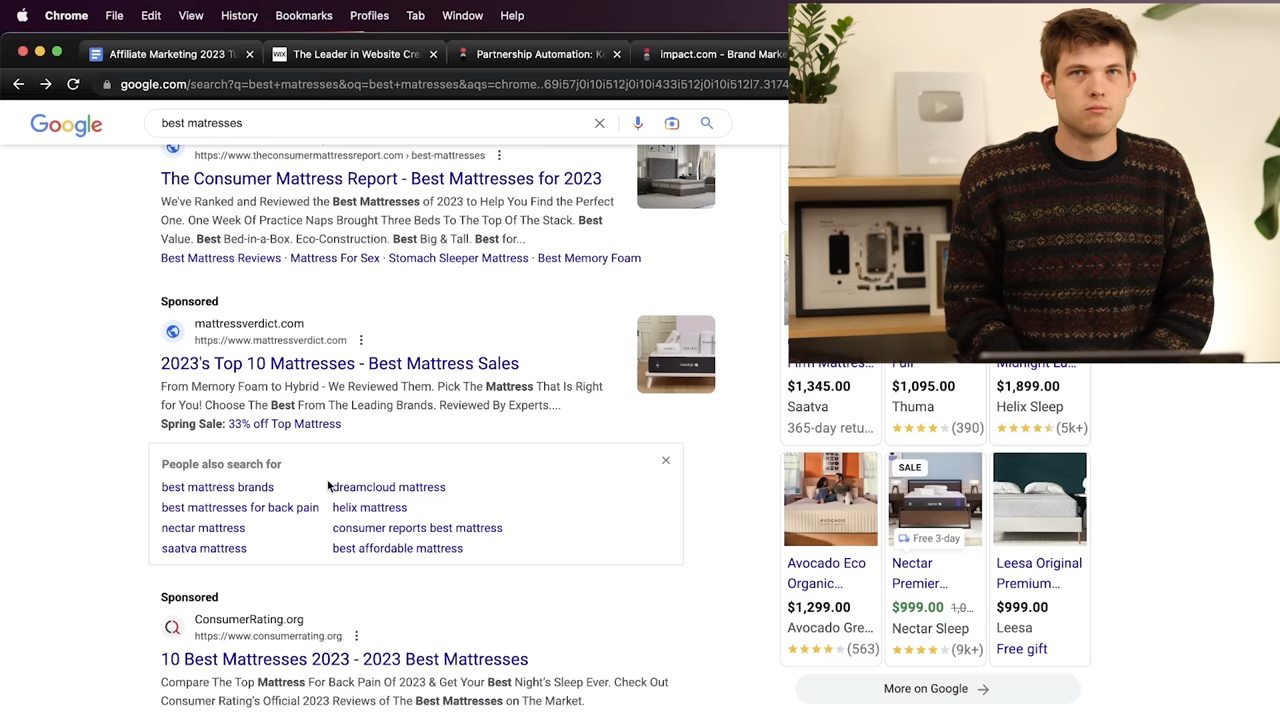 Chrome File Edit View History Bookmarks Profiles Tab Window Help
Affiliate Marketing 2023 Tu
WIX The Leader in Website Cre
Partnership Automation: Ke
impact.com - Brand Marke
google.com/search?q=best+matresses&oq=best+matresses&aqs=chrome..69i57j0i10i512j0i10i433i512j0i10i512l7.3174
Google
best matresses
https://www.theconsumermattressreport.com › best-mattresses
The Consumer Mattress Report - Best Mattresses for 2023
We've Ranked and Reviewed the Best Mattresses of 2023 to Help You Find the Perfect
One. One Week Of Practice Naps Brought Three Beds To The Top Of The Stack. Best
Value. Best Bed-in-a-Box. Eco-Construction. Best Big & Tall. Best for...
Best Mattress Reviews · Mattress For Sex · Stomach Sleeper Mattress · Best Memory Foam
Sponsored
mattressverdict.com
https://www.mattressverdict.com
2023's Top 10 Mattresses - Best Mattress Sales
From Memory Foam to Hybrid - We Reviewed Them. Pick The Mattress That Is Right
for You! Choose The Best From The Leading Brands. Reviewed By Experts....
Spring Sale: 33% off Top Mattress
People also search for
best mattress brands
dreamcloud mattress
best mattresses for back pain
helix mattress
nectar mattress
consumer reports best mattress
saatva mattress
best affordable mattress
Sponsored
ConsumerRating.org
https://www.consumerrating.org
10 Best Mattresses 2023 - 2023 Best Mattresses
Compare The Top Mattress For Back Pain Of 2023 & Get Your Best Night's Sleep Ever. Check Out
Consumer Rating's Official 2023 Reviews of The Best Mattresses on The Market.
$1,345.00
Saatva
365-day retu...
$1,095.00
Thuma
(390)
$1,899.00
Helix Sleep
(5k+)
AVOCADO
Avocado Eco
Organic...
$1,299.00
Avocado Gre...
(563)
SALE
Free 3-day
Nectar
Premier...
$999.00 1,0...
Nectar Sleep
(9k+)
Leesa Original
Premium...
$999.00
Leesa
Free gift
More on Google